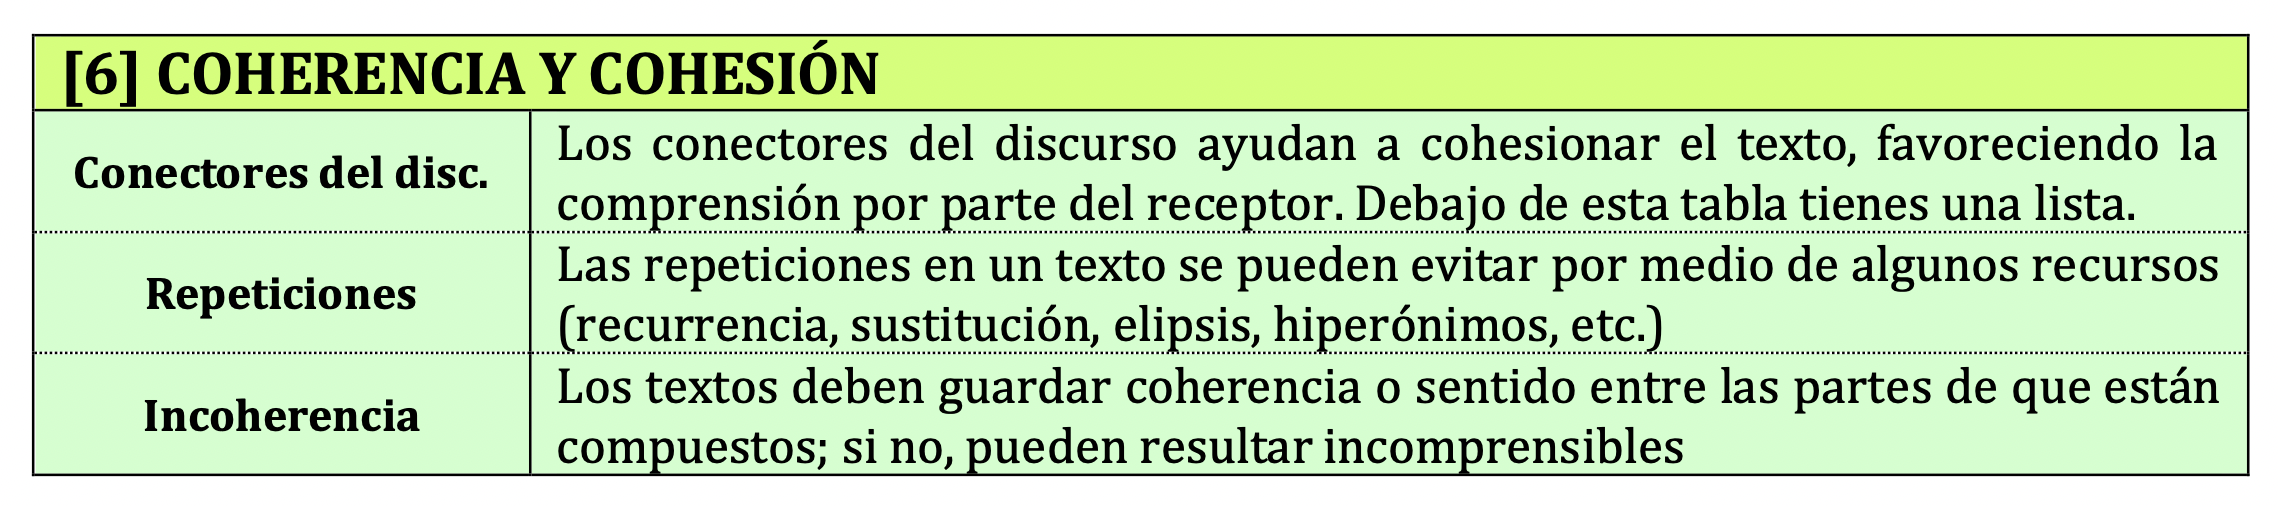 [6] COHERENCIA Y COHESIÓN
Conectores del disc.
Los conectores del discurso ayudan a cohesionar el texto, favoreciendo la
comprensión por parte del receptor. Debajo de esta tabla tienes una lista.
Repeticiones
Las repeticiones en un texto se pueden evitar por medio de algunos recursos
(recurrencia, sustitución, elipsis, hiperónimos, etc.)
Incoherencia
Los textos deben guardar coherencia o sentido entre las partes de que están
compuestos; si no, pueden resultar incomprensibles